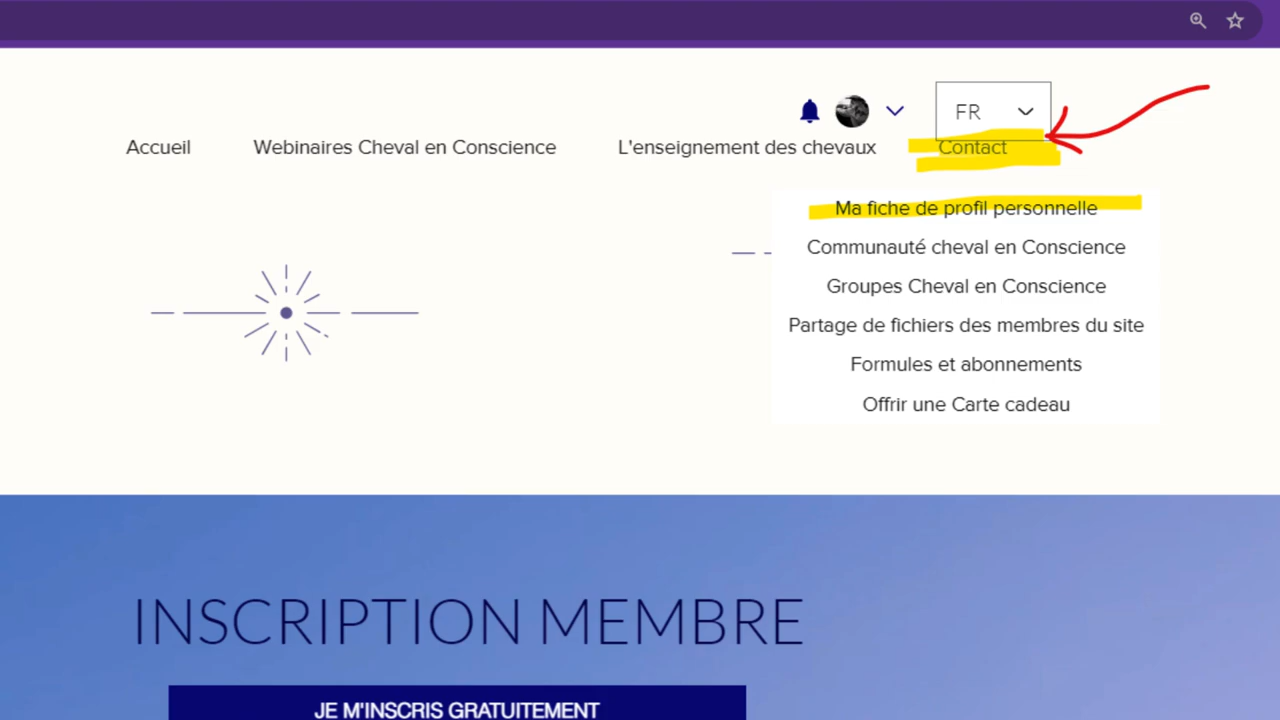 FR
Accueil
Webinaires Cheval en Conscience
L'enseignement des chevaux
Contact
Ma fiche de profil personnelle
Communauté cheval en Conscience
Groupes Cheval en Conscience
Partage de fichiers des membres du site
Formules et abonnements
Offrir une Carte cadeau
INSCRIPTION MEMBRE
JE M'INSCRIS GRATUITEMENT